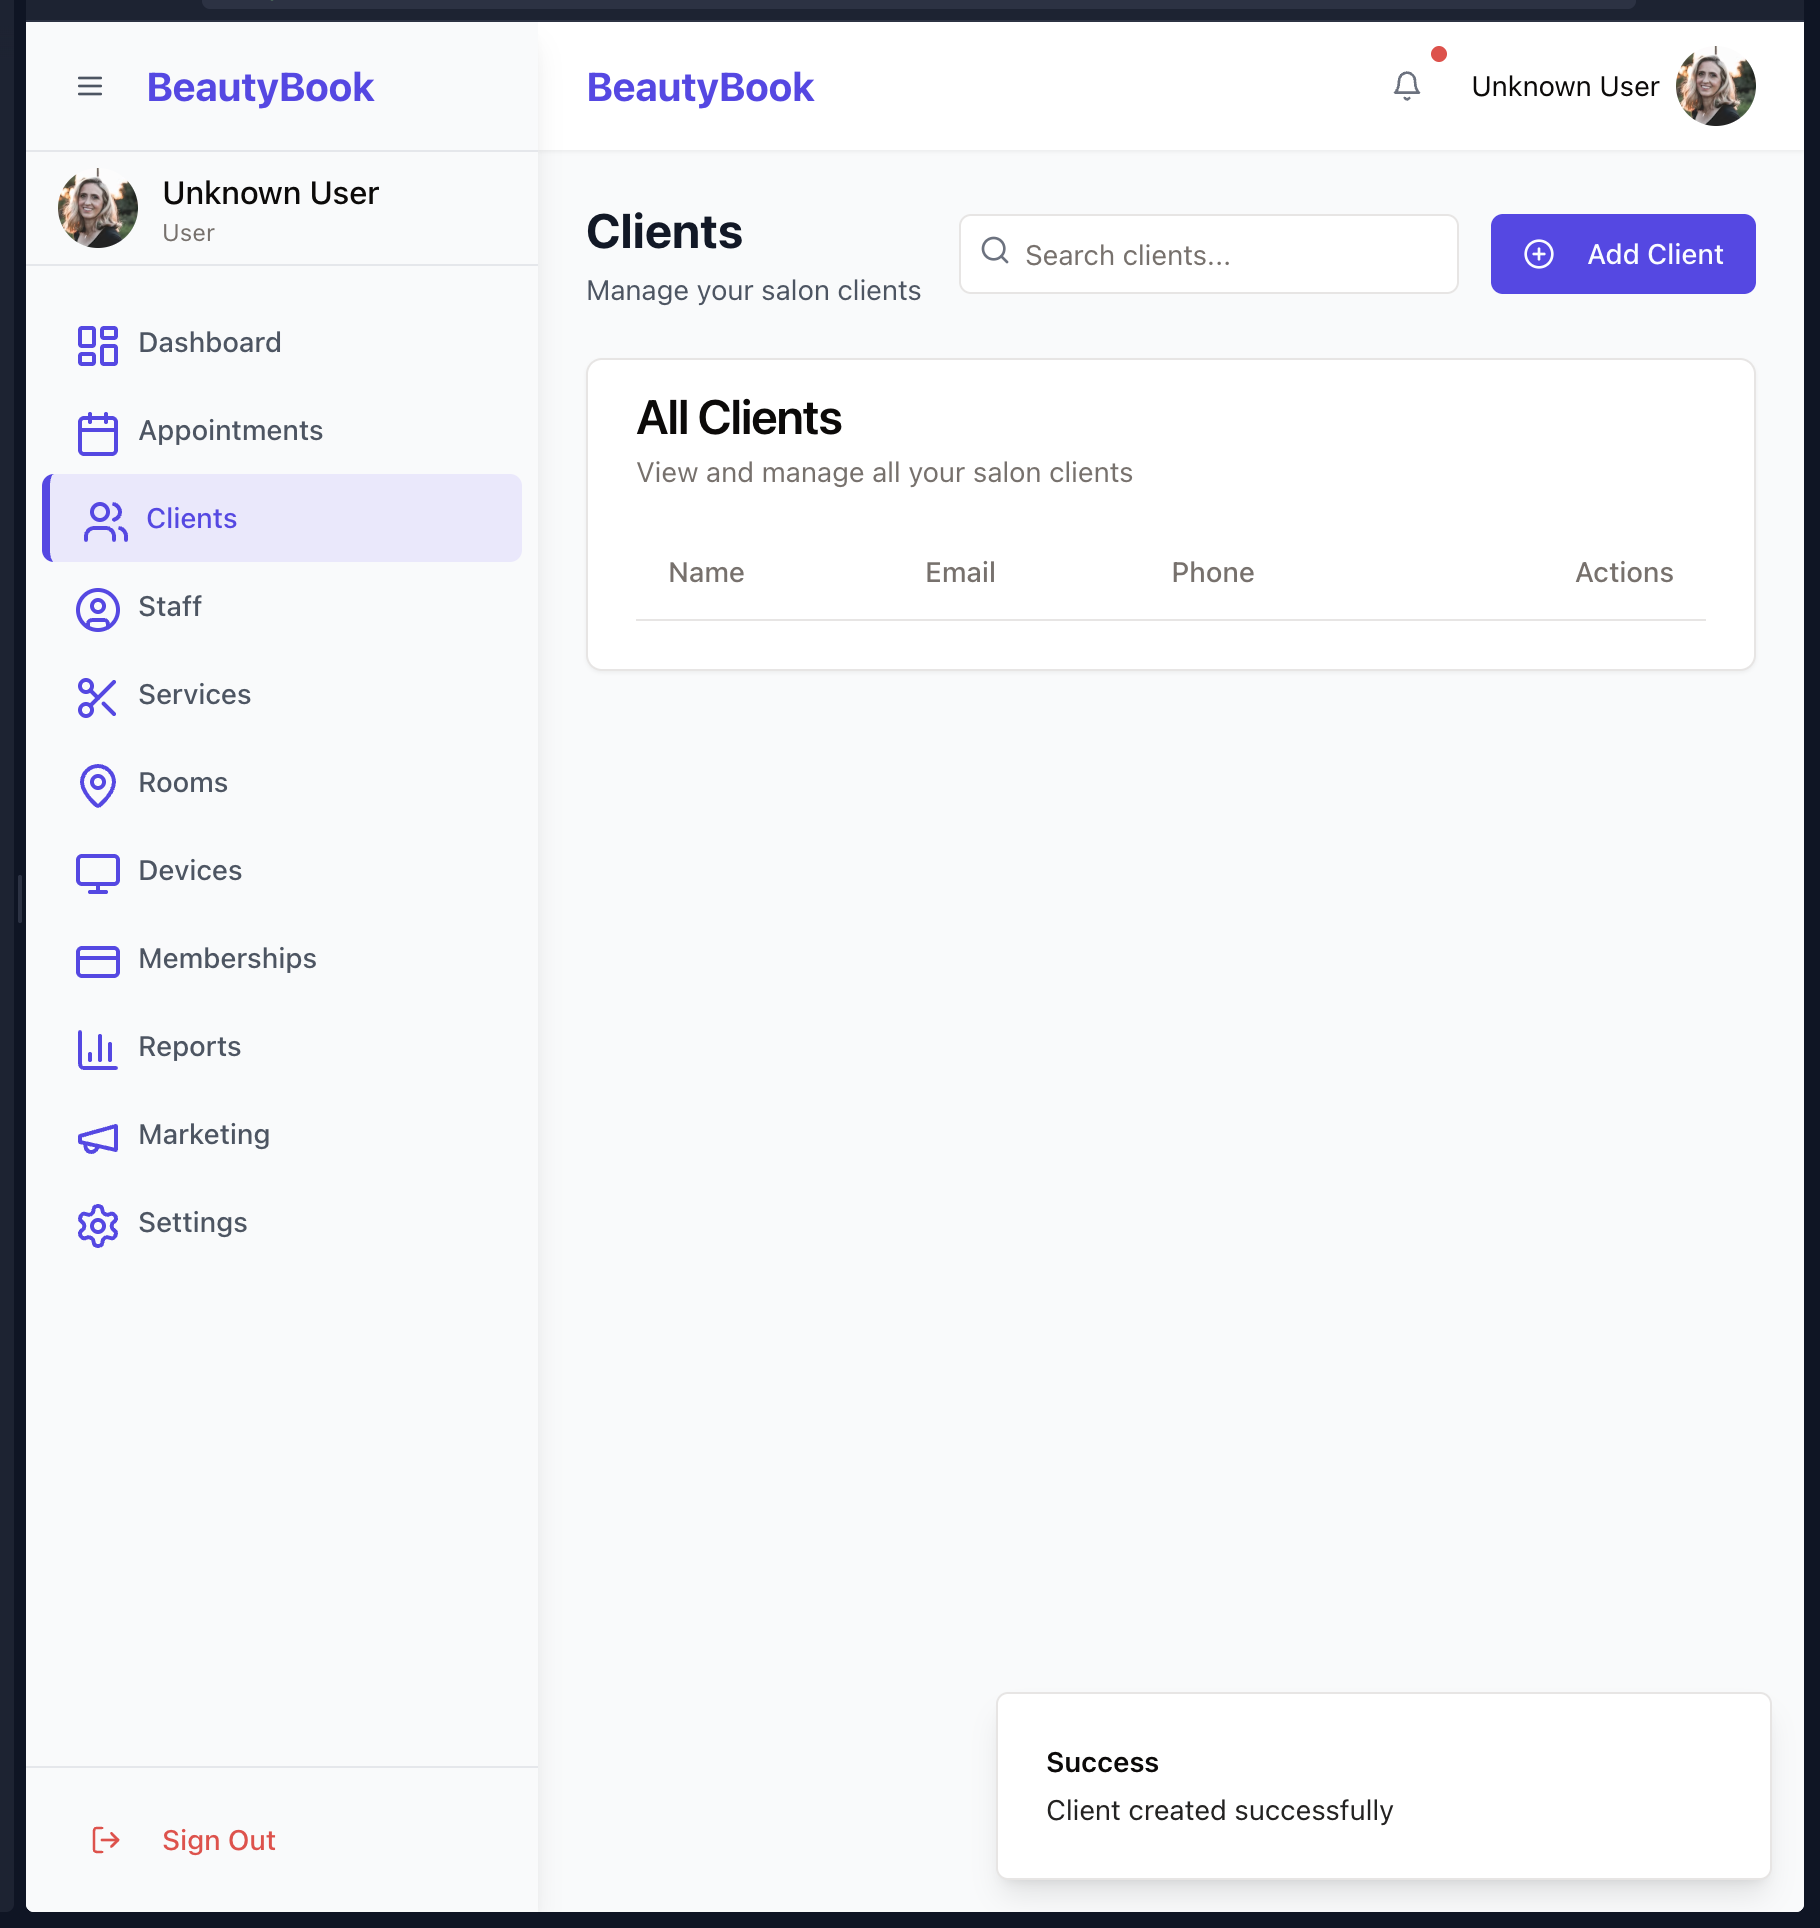 BeautyBook
BeautyBook
Unknown User
Unknown User
User
Dashboard
Appointments
Clients
Staff
Services
Rooms
Devices
Memberships
Reports
Marketing
Settings
Sign Out
Clients
Manage your salon clients
Search clients...
Add Client
All Clients
View and manage all your salon clients
Name Email Phone Actions
Success
Client created successfully